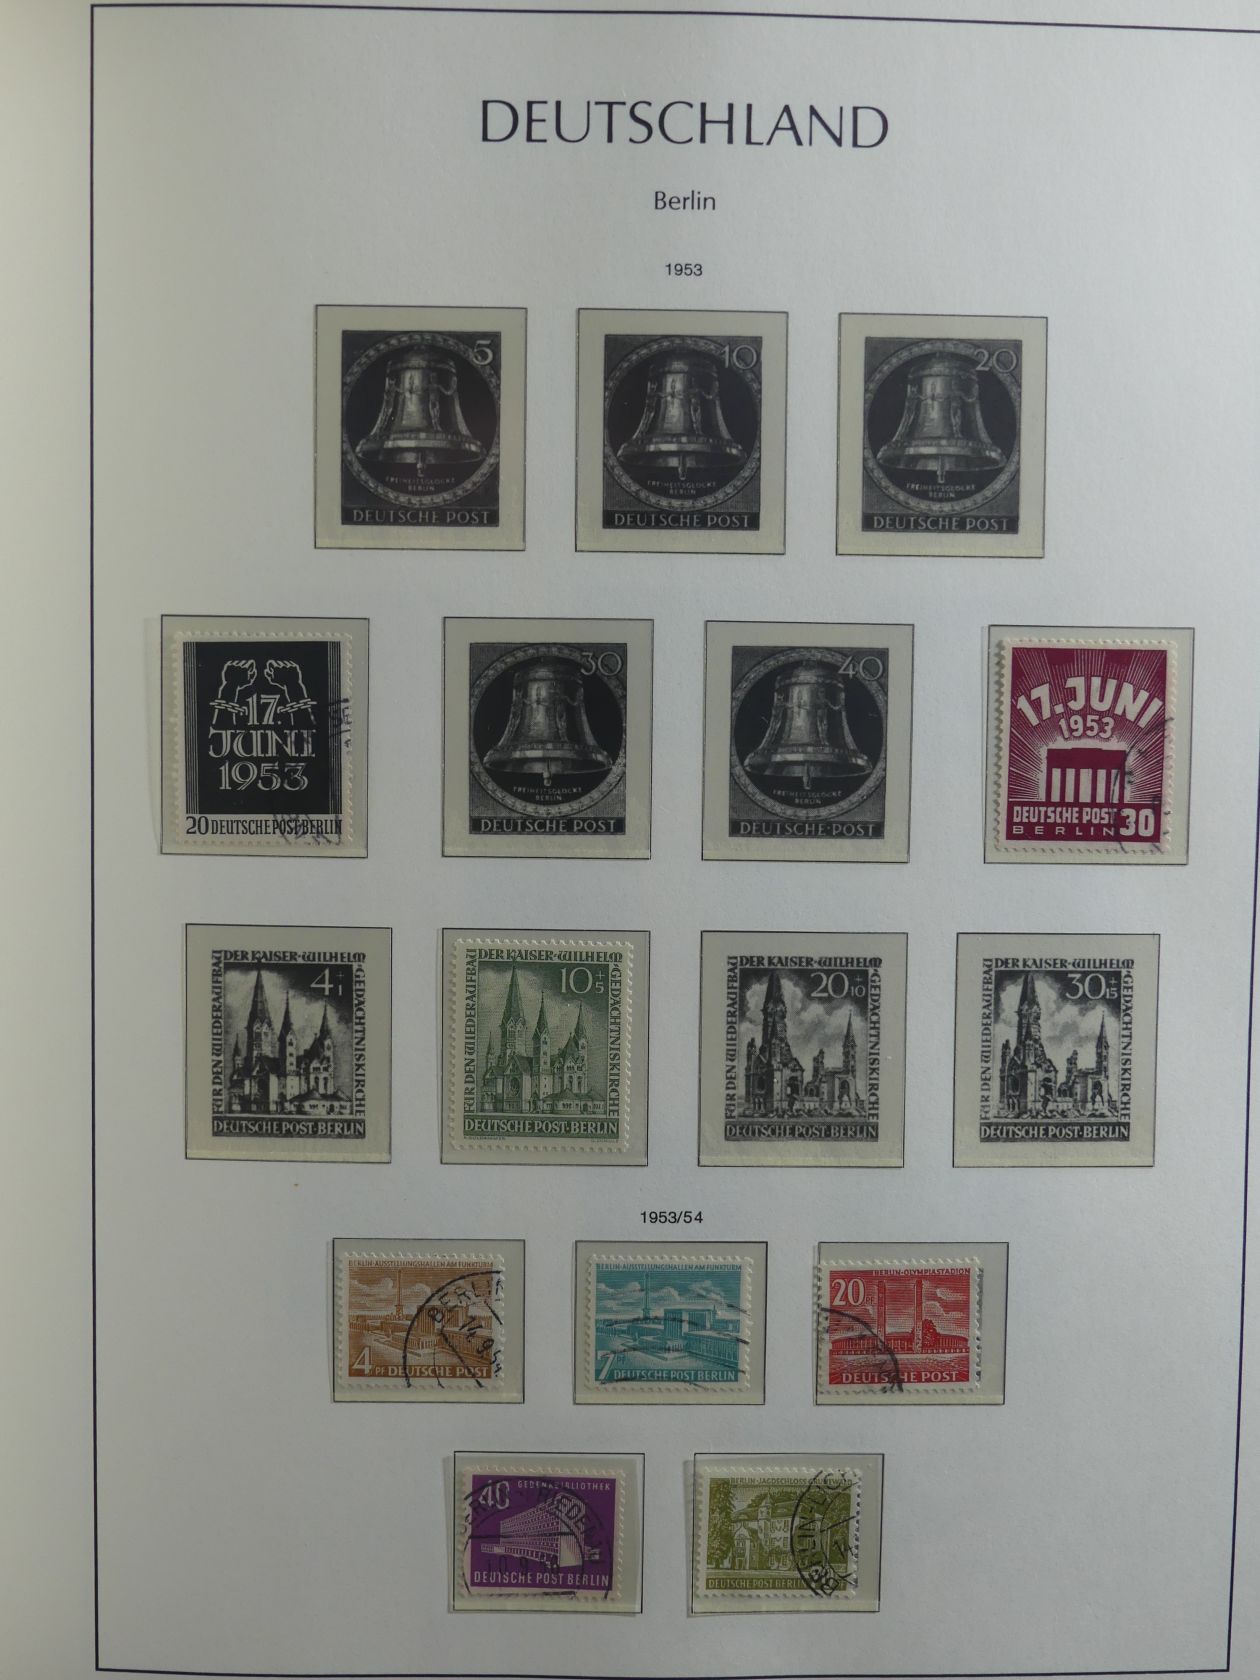 DEUTSCHLAND
Berlin
1953
5
FREIHEITSGLOCKE
BERLIN
DEUTSCHE POST
10
FREIHEITSGLOCKE
BERLIN
DEUTSCHE POST
20
FREIHEITSGLOCKE
BERLIN
DEUTSCHE POST
17.
JUNI
1953
20 DEUTSCHE POST BERLIN
30
FREIHEITSGLOCKE
BERLIN
DEUTSCHE POST
40
FREIHEITSGLOCKE
BERLIN
DEUTSCHE POST
17. JUNI
1953
DEUTSCHE POST
BERLIN 30
FÜR DEN WIEDERAUFBAU
DER KAISER-WILHELM
GEDÄCHTNISKIRCHE
4+1
DEUTSCHE POST·BERLIN
FÜR DEN WIEDERAUFBAU
DER KAISER-WILHELM
GEDÄCHTNISKIRCHE
10+5
DEUTSCHE POST·BERLIN
FÜR DEN WIEDERAUFBAU
DER KAISER-WILHELM
GEDÄCHTNISKIRCHE
20+10
DEUTSCHE POST·BERLIN
FÜR DEN WIEDERAUFBAU
DER KAISER-WILHELM
GEDÄCHTNISKIRCHE
30+15
DEUTSCHE POST·BERLIN
1953/54
BERLIN-AUSSTELLUNGSHALLEN AM FUNKTURM
4 PF DEUTSCHE POST
BERLIN
14.9.54
BERLIN-AUSSTELLUNGSHALLEN AM FUNKTURM
7 PF DEUTSCHE POST
BERLIN-OLYMPIASTADION
20 PF
DEUTSCHE POST
GEDENKBIBLIOTHEK
40
DEUTSCHE POST BERLIN
BERLIN-JAGDSCHLOSS GRUNEWALD
DEUTSCHE POST BERLIN